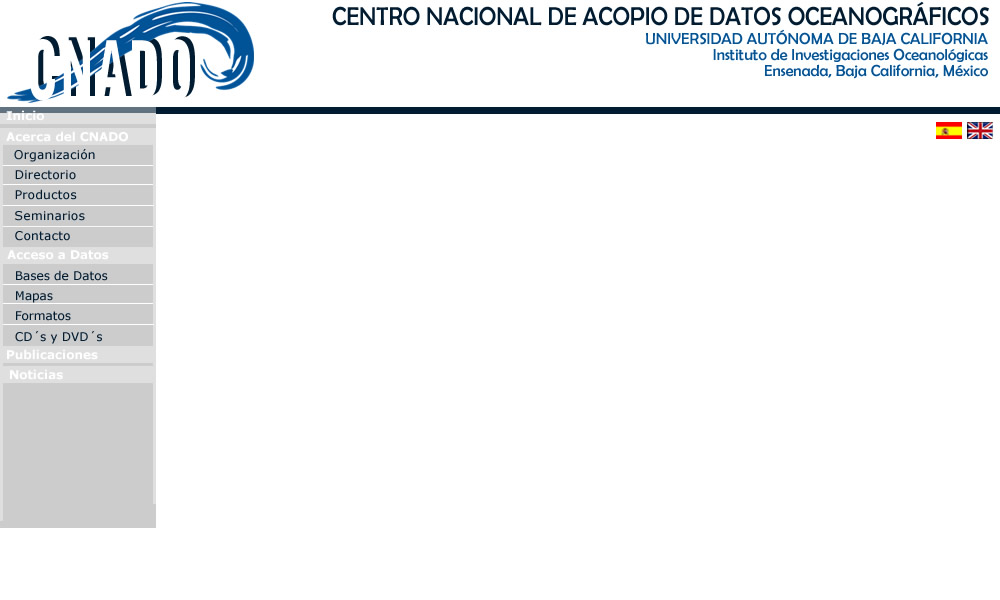 CNADO
CENTRO NACIONAL DE ACOPIO DE DATOS OCEANOGRÁFICOS
UNIVERSIDAD AUTÓNOMA DE BAJA CALIFORNIA
Instituto de Investigaciones Oceanológicas
Ensenada, Baja California, México
Inicio
Acerca del CNADO
Organización
Directorio
Productos
Seminarios
Contacto
Acceso a Datos
Bases de Datos
Mapas
Formatos
CD´s y DVD´s
Publicaciones
Noticias